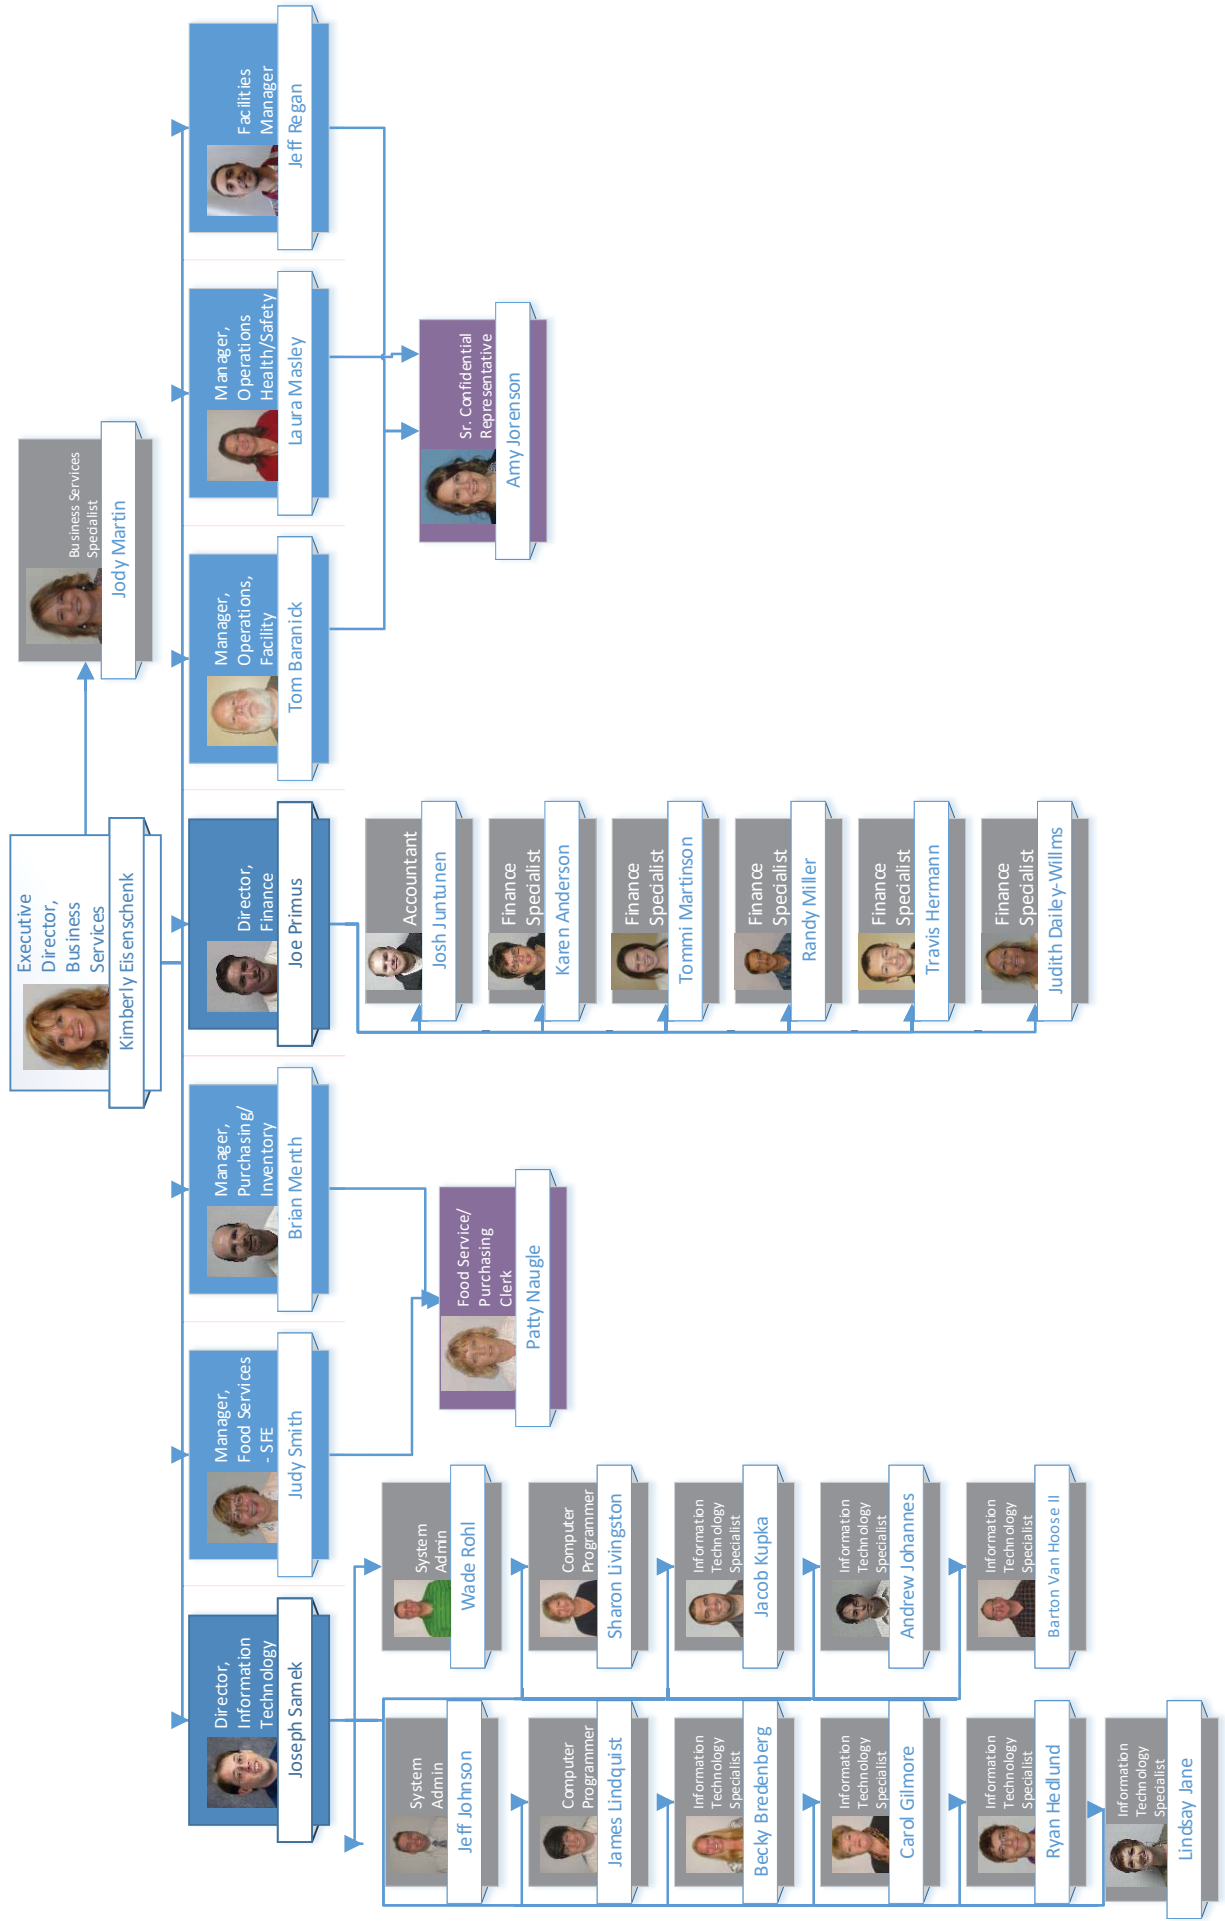 Executive
Director,
Business
Services
Kimberly Eisenschenk
Business Services
Specialist
Jody Martin
Director,
Information
Technology
Joseph Samek
Manager,
Food Services
- SFE
Judy Smith
Manager,
Purchasing/
Inventory
Brian Menth
Director,
Finance
Joe Primus
Manager,
Operations,
Facility
Tom Baranick
Manager,
Operations
Health/Safety
Laura Masley
Facilities
Manager
Jeff Regan
System
Admin
Jeff Johnson
System
Admin
Wade Rohl
Computer
Programmer
James Lindquist
Computer
Programmer
Sharon Livingston
Information
Technology
Specialist
Becky Bredenberg
Information
Technology
Specialist
Jacob Kupka
Information
Technology
Specialist
Carol Gilmore
Information
Technology
Specialist
Andrew Johannes
Information
Technology
Specialist
Ryan Hedlund
Information
Technology
Specialist
Barton Van Hoose II
Information
Technology
Specialist
Lindsay Jane
Food Service/
Purchasing
Clerk
Patty Naugle
Accountant
Josh Juntunen
Finance
Specialist
Karen Anderson
Finance
Specialist
Tommi Martinson
Finance
Specialist
Randy Miller
Finance
Specialist
Travis Hermann
Finance
Specialist
Judith Dailey-Willms
Sr. Confidential
Representative
Amy Jorenson